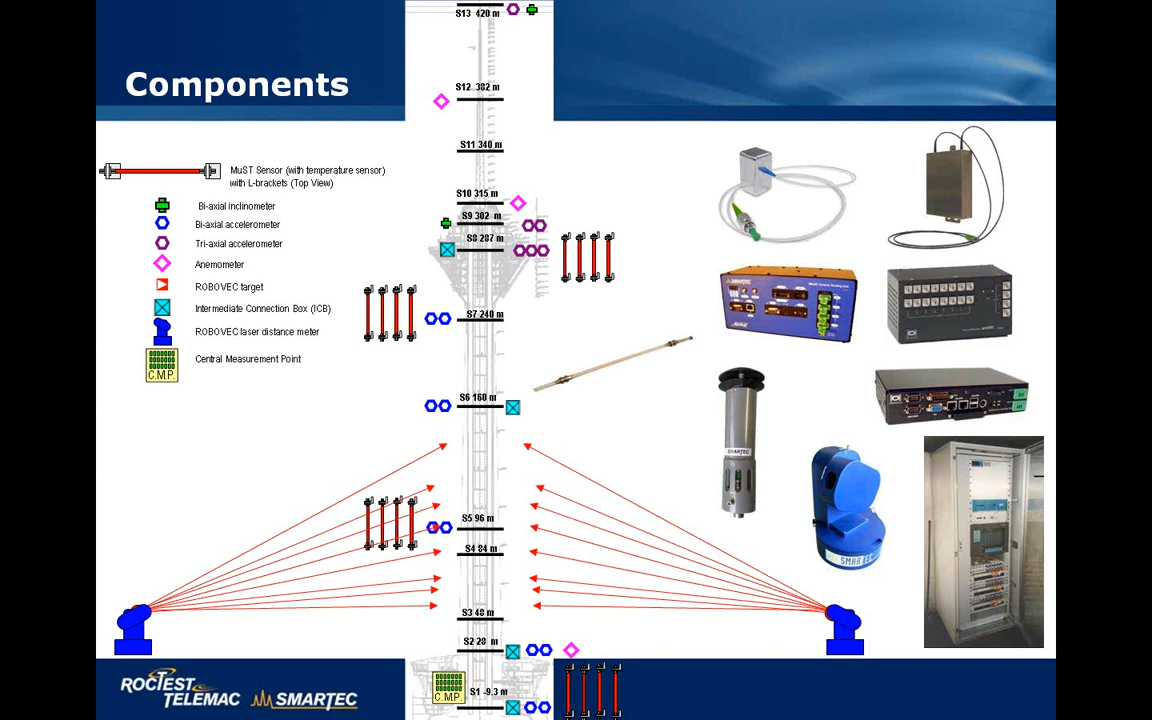 S13 420 m
Components
S12 382 m
S11 340 m
MuST Sensor (with temperature sensor)
with L-brackets (Top View)
S10 315 m
Bi-axial inclinometer
S9 302 m
Bi-axial accelerometer
S8 287 m
Tri-axial accelerometer
Anemometer
ROBOVEC target
Intermediate Connection Box (ICB)
S7 240 m
ROBOVEC laser distance meter
Central Measurement Point
C.M.P.
SMARTEC
S6 160 m
SMARTEC
S5 96 m
S4 84 m
SMARTEC
S3 48 m
S2 28 m
ROCTEST
TELEMAC
SMARTEC
C.M.P.
S1 -9,3 m